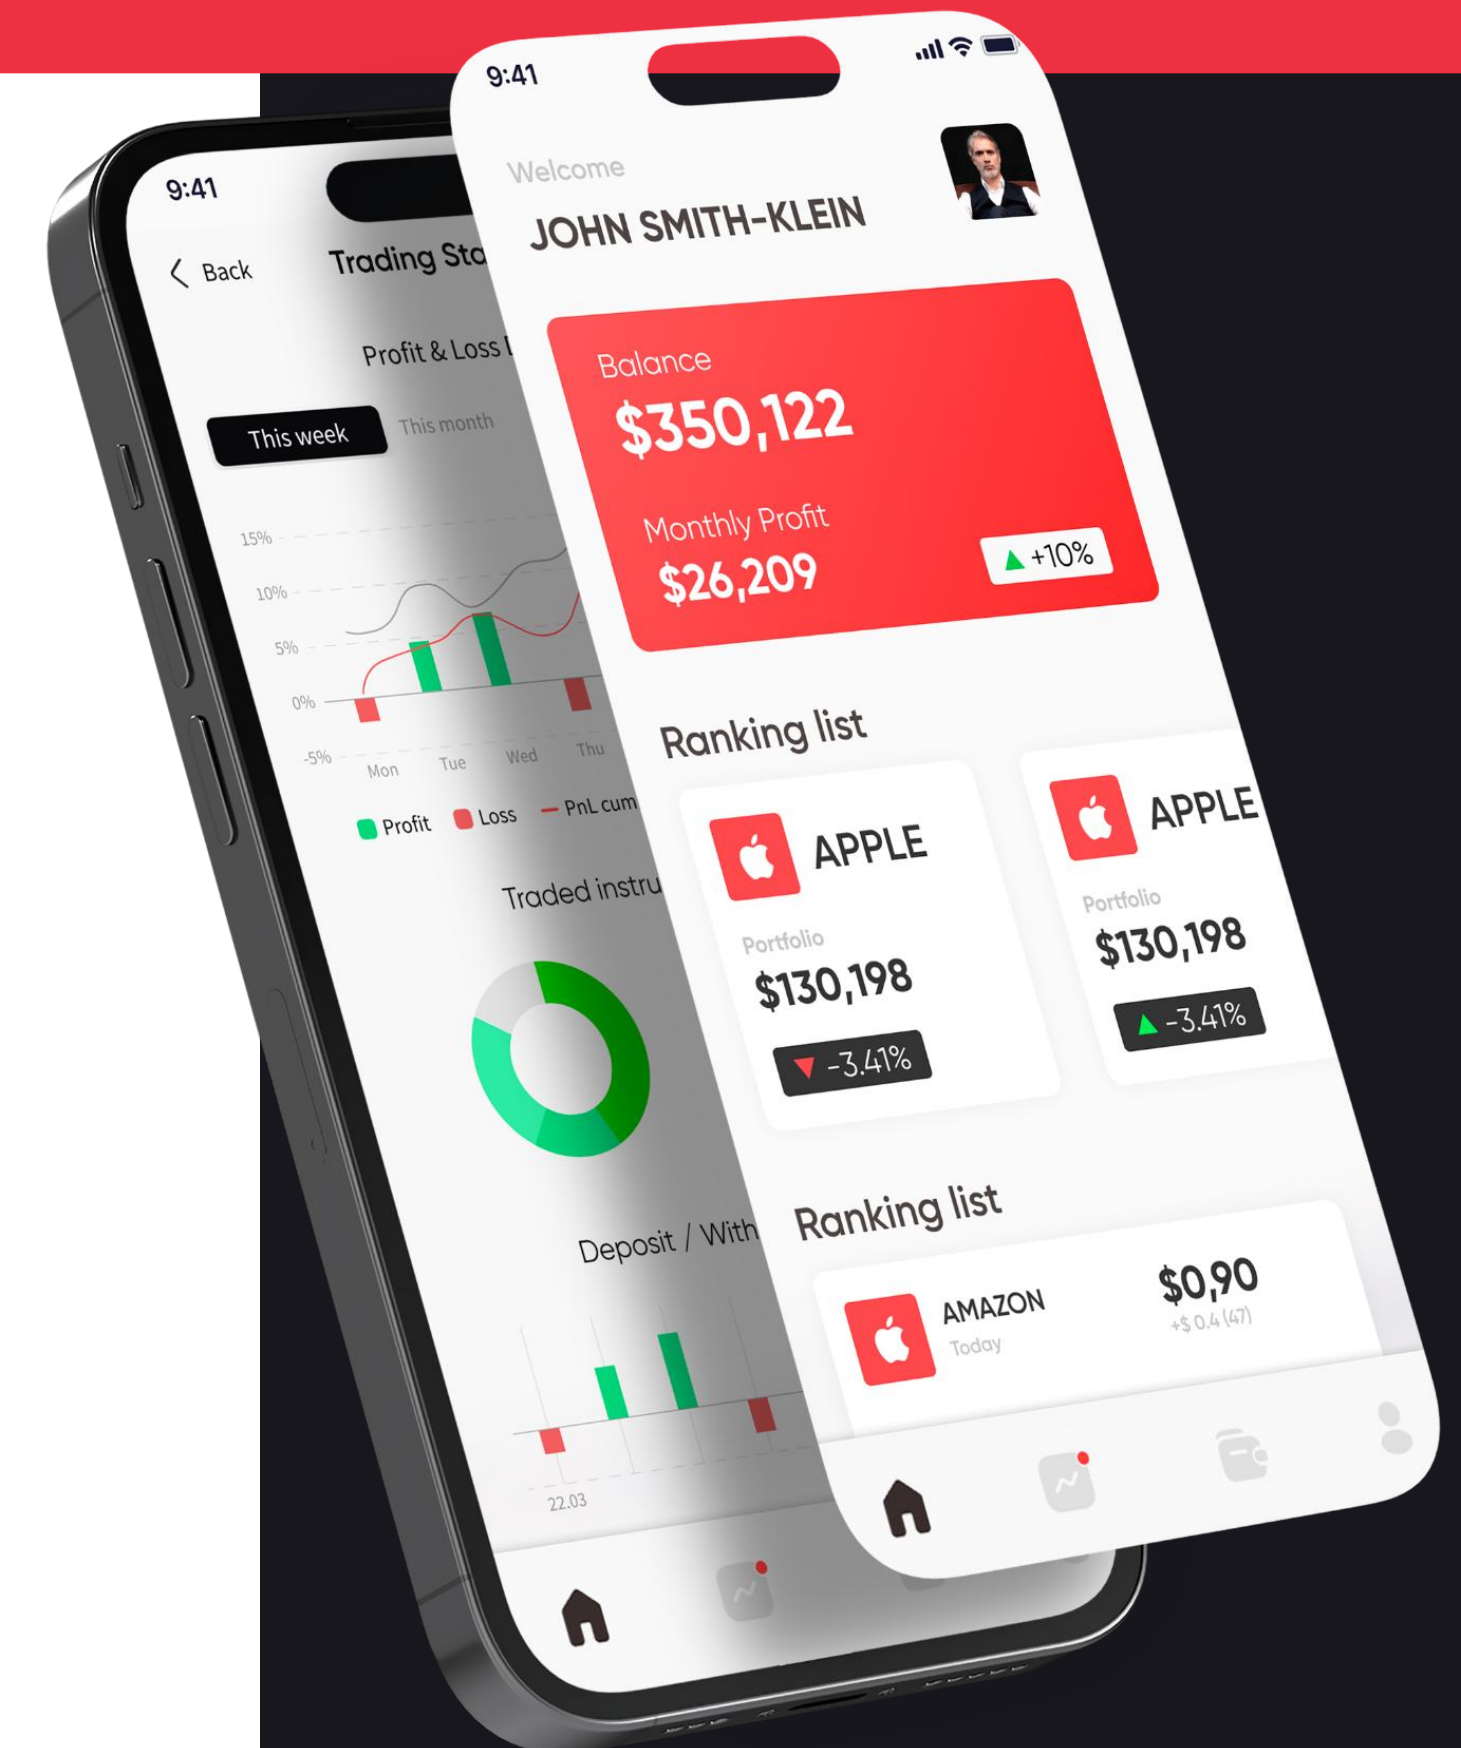 9:41
Welcome
JOHN SMITH-KLEIN
Balance
$350,122
Monthly Profit
$26,209
+10%
Ranking list
APPLE
Portfolio
$130,198
-3.41%
APPLE
Portfolio
$130,198
-3.41%
Ranking list
AMAZON
Today
$0,90
+$ 0.4 (47)
9:41
Back
Trading Sta
Profit & Loss
This week
This month
15%
10%
5%
0%
-5%
Mon Tue Wed Thu
Profit Loss PnL cum
Traded instru
Deposit / With
22.03